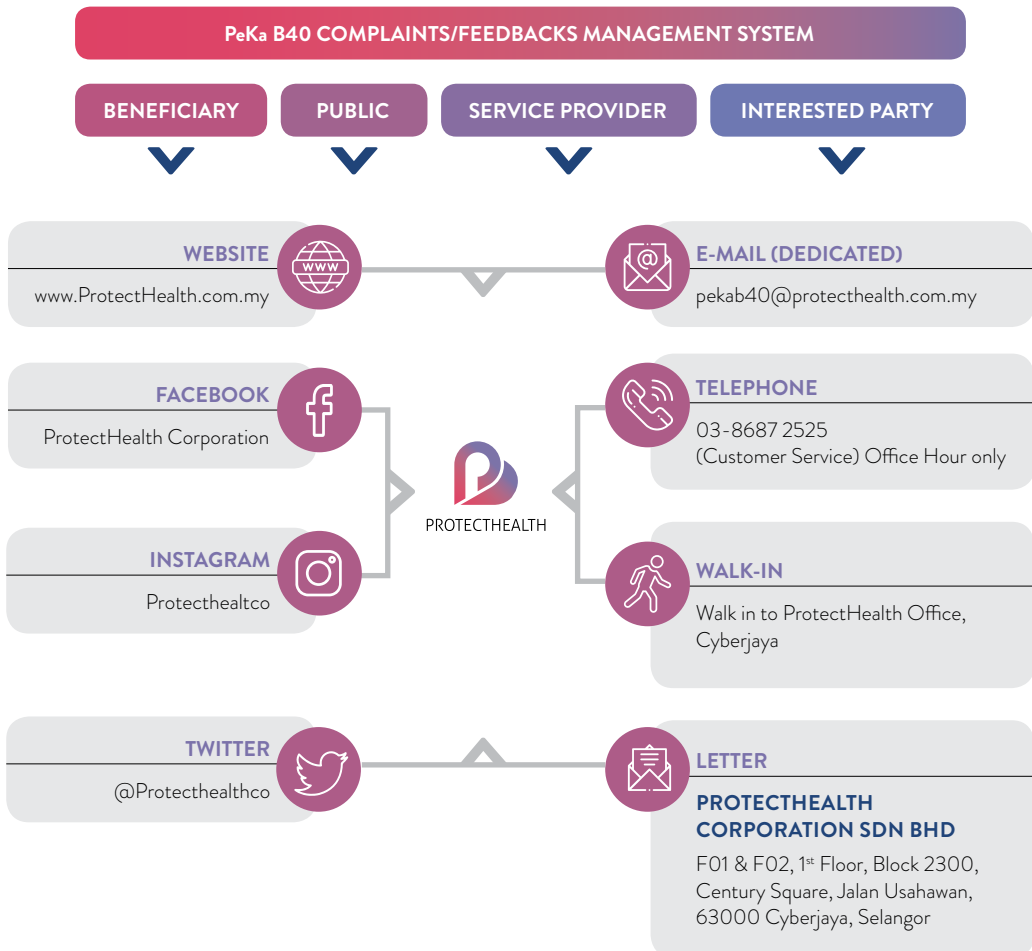 PeKa B40 COMPLAINTS/FEEDBACKS MANAGEMENT SYSTEM
BENEFICIARY
PUBLIC
SERVICE PROVIDER
INTERESTED PARTY
WEBSITE
www.ProtectHealth.com.my
WWW
E-MAIL (DEDICATED)
pekab40@protecthealth.com.my
@
FACEBOOK
ProtectHealth Corporation
f
TELEPHONE
03-8687 2525
(Customer Service) Office Hour only
PROTECTHEALTH
INSTAGRAM
Protecthealtco
WALK-IN
Walk in to ProtectHealth Office,
Cyberjaya
TWITTER
@Protecthealthco
LETTER
PROTECTHEALTH
CORPORATION SDN BHD
F01 & F02, 1st Floor, Block 2300,
Century Square, Jalan Usahawan,
63000 Cyberjaya, Selangor